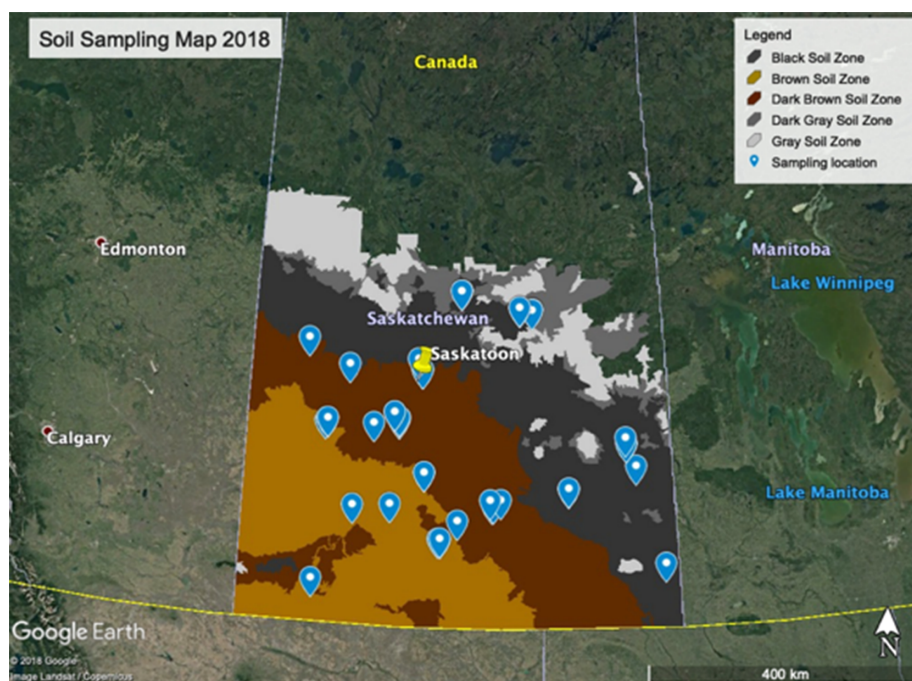 Soil Sampling Map 2018
Canada
Legend
Black Soil Zone
Brown Soil Zone
Dark Brown Soil Zone
Dark Gray Soil Zone
Gray Soil Zone
Sampling location
Edmonton
Manitoba
Lake Winnipeg
Saskatchewan
Saskatoon
Calgary
Lake Manitoba
Google Earth
© 2018 Google
Image Landsat / Copernicus
N
400 km